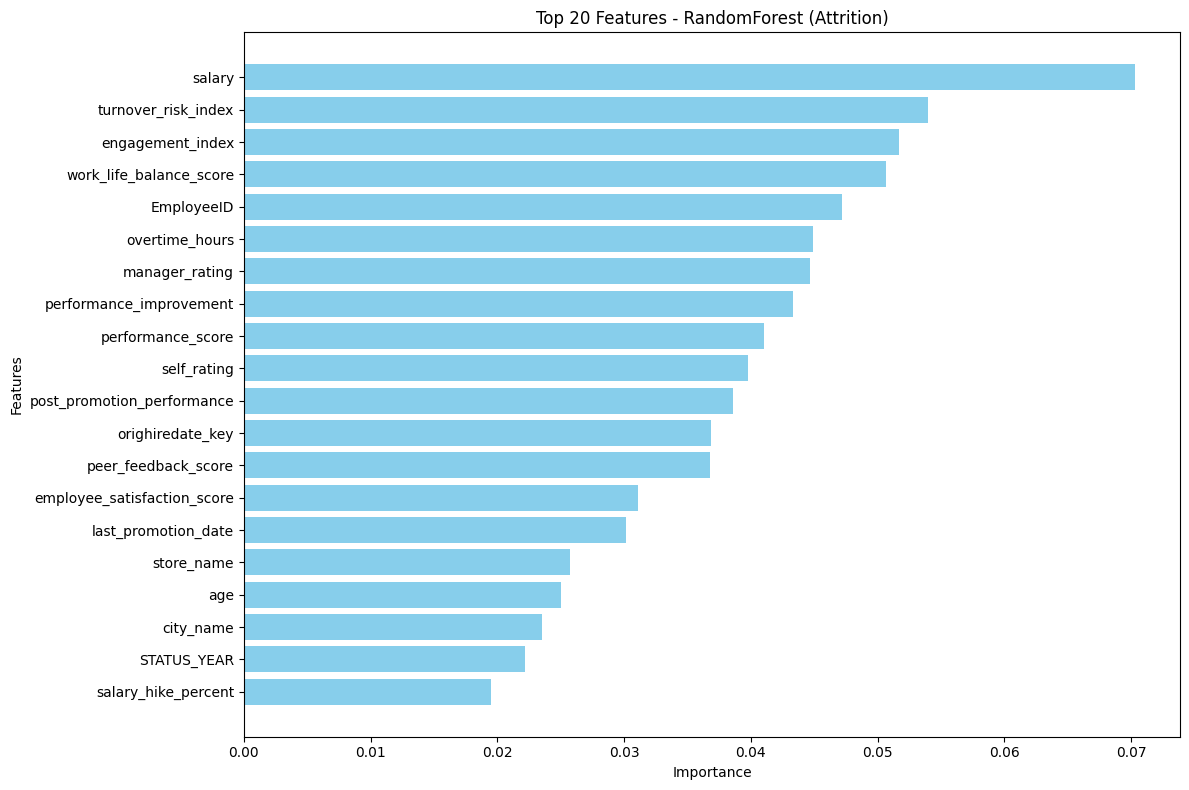 Top 20 Features - RandomForest (Attrition)
Features
salary
turnover_risk_index
engagement_index
work_life_balance_score
EmployeeID
overtime_hours
manager_rating
performance_improvement
performance_score
self_rating
post_promotion_performance
orighiredate_key
peer_feedback_score
employee_satisfaction_score
last_promotion_date
store_name
age
city_name
STATUS_YEAR
salary_hike_percent
0.00 0.01 0.02 0.03 0.04 0.05 0.06 0.07
Importance